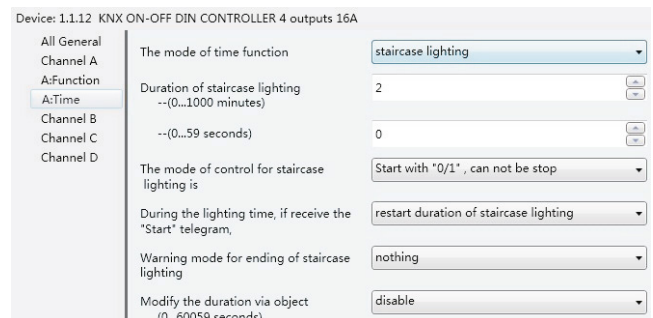 Device: 1.1.12 KNX ON-OFF DIN CONTROLLER 4 outputs 16A
All General
Channel A
A:Function
A:Time
Channel B
Channel C
Channel D
The mode of time function
staircase lighting
Duration of staircase lighting
--(0...1000 minutes)
2
--(0...59 seconds)
0
The mode of control for staircase
lighting is
Start with "0/1" , can not be stop
During the lighting time, if receive the
"Start" telegram,
restart duration of staircase lighting
Warning mode for ending of staircase
lighting
nothing
Modify the duration via object
(0...60059 seconds)
disable